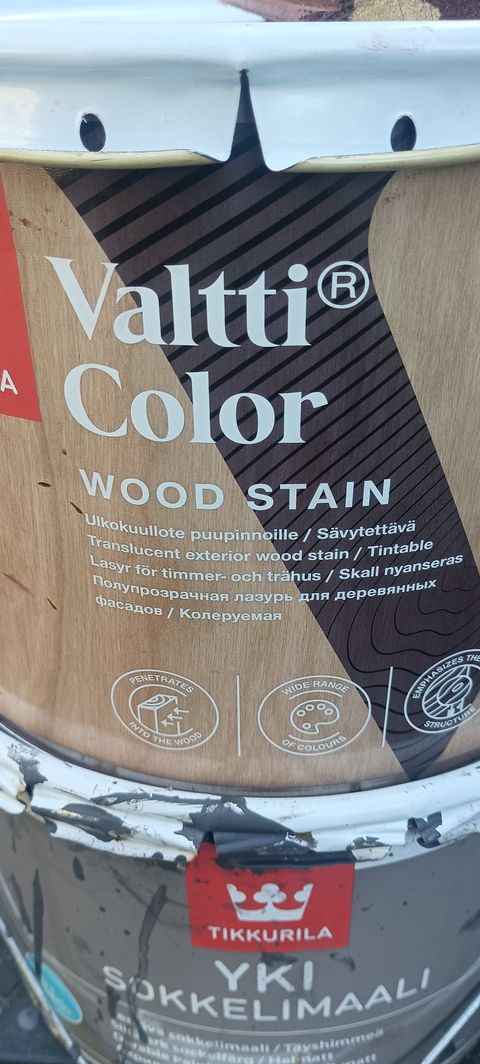 A
Valtti®
Color
WOOD STAIN
Ulkokuullote puupinnoille / Sävytettävä
Translucent exterior wood stain / Tintable
Lasyr för timmer- och trähus / Skall nyanseras
Полупрозрачная лазурь для деревянных
фасадов / Колеруемая
PENETRATES
INTO THE WOOD
WIDE RANGE
OF COLOURS
EMPHASIZES THE
STRUCTURE
TIKKURILA
YKI
SOKKELIMAALI
sokkelimaali / Täyshimmeä